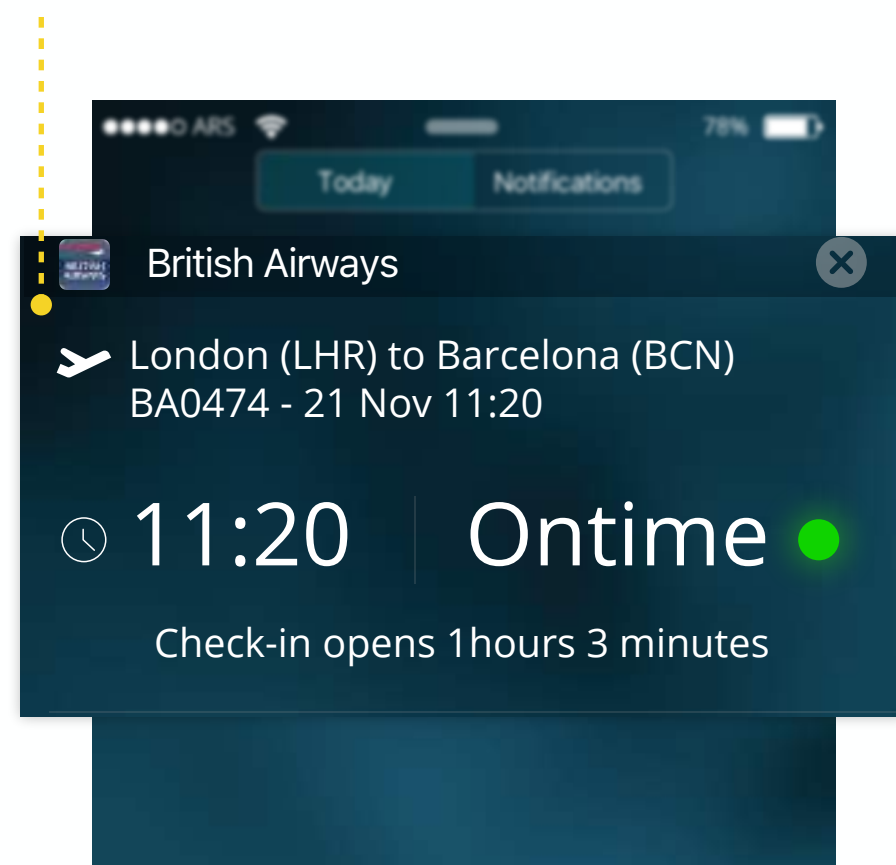 ARS 78%
Today Notifications
British Airways
London (LHR) to Barcelona (BCN)
BA0474 - 21 Nov 11:20
11:20 Ontime
Check-in opens 1hours 3 minutes